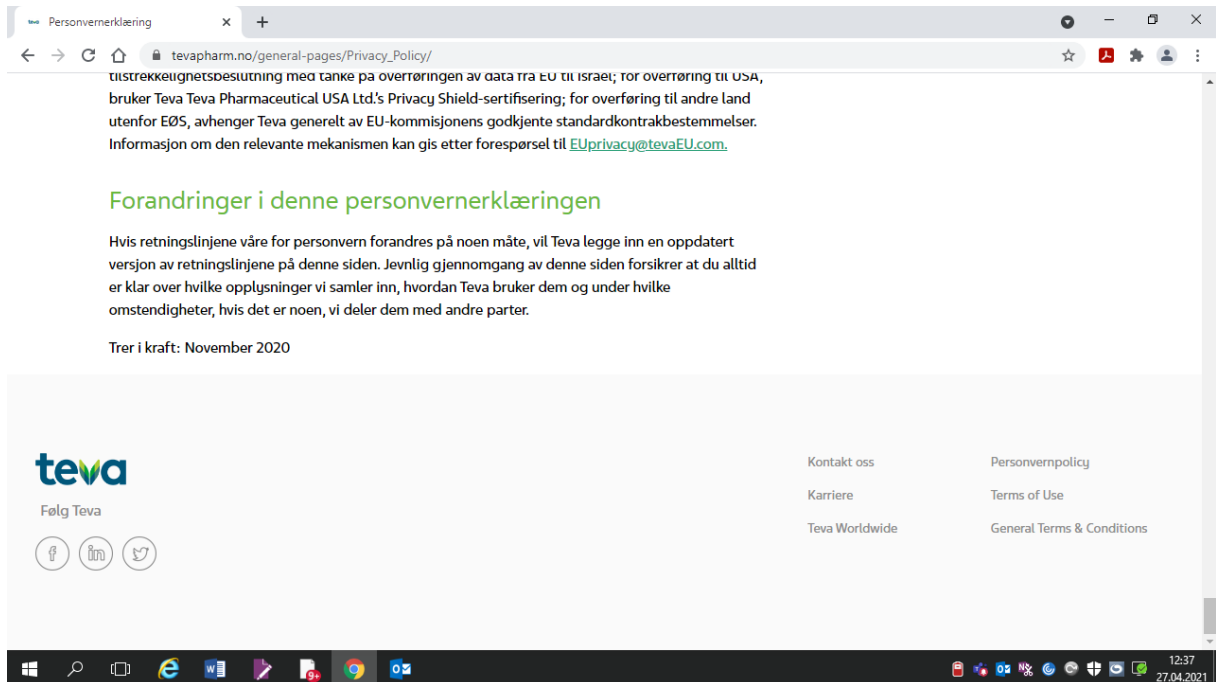 Personvernerklæring
tevapharm.no/general-pages/Privacy_Policy/
tilstrekkelighetsbeslutning med tanke på overføringen av data fra EU til Israel; for overføring til USA,
bruker Teva Teva Pharmaceutical USA Ltd.'s Privacy Shield-sertifisering; for overføring til andre land
utenfor EØS, avhenger Teva generelt av EU-kommisjonens godkjente standardkontrakbestemmelser.
Informasjon om den relevante mekanismen kan gis etter forespørsel til EUprivacy@tevaEU.com.
Forandringer i denne personvernerklæringen
Hvis retningslinjene våre for personvern forandres på noen måte, vil Teva legge inn en oppdatert
versjon av retningslinjene på denne siden. Jevnlig gjennomgang av denne siden forsikrer at du alltid
er klar over hvilke opplysninger vi samler inn, hvordan Teva bruker dem og under hvilke
omstendigheter, hvis det er noen, vi deler dem med andre parter.
Trer i kraft: November 2020
teva
Følg Teva
Kontakt oss
Karriere
Teva Worldwide
Personvernpolicy
Terms of Use
General Terms & Conditions
12:37
27.04.2021